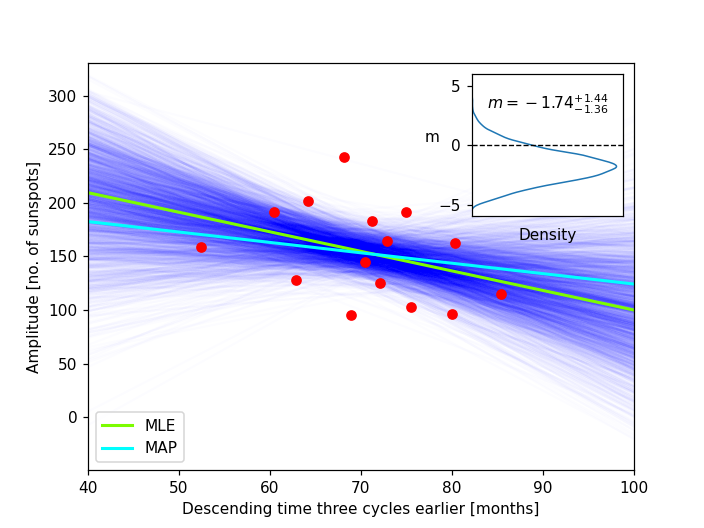 300
250
200
150
100
50
0
Amplitude [no. of sunspots]
40 50 60 70 80 90 100
Descending time three cycles earlier [months]
MLE
MAP
5
0
−5
m
m = −1.74 +1.44 −1.36
Density